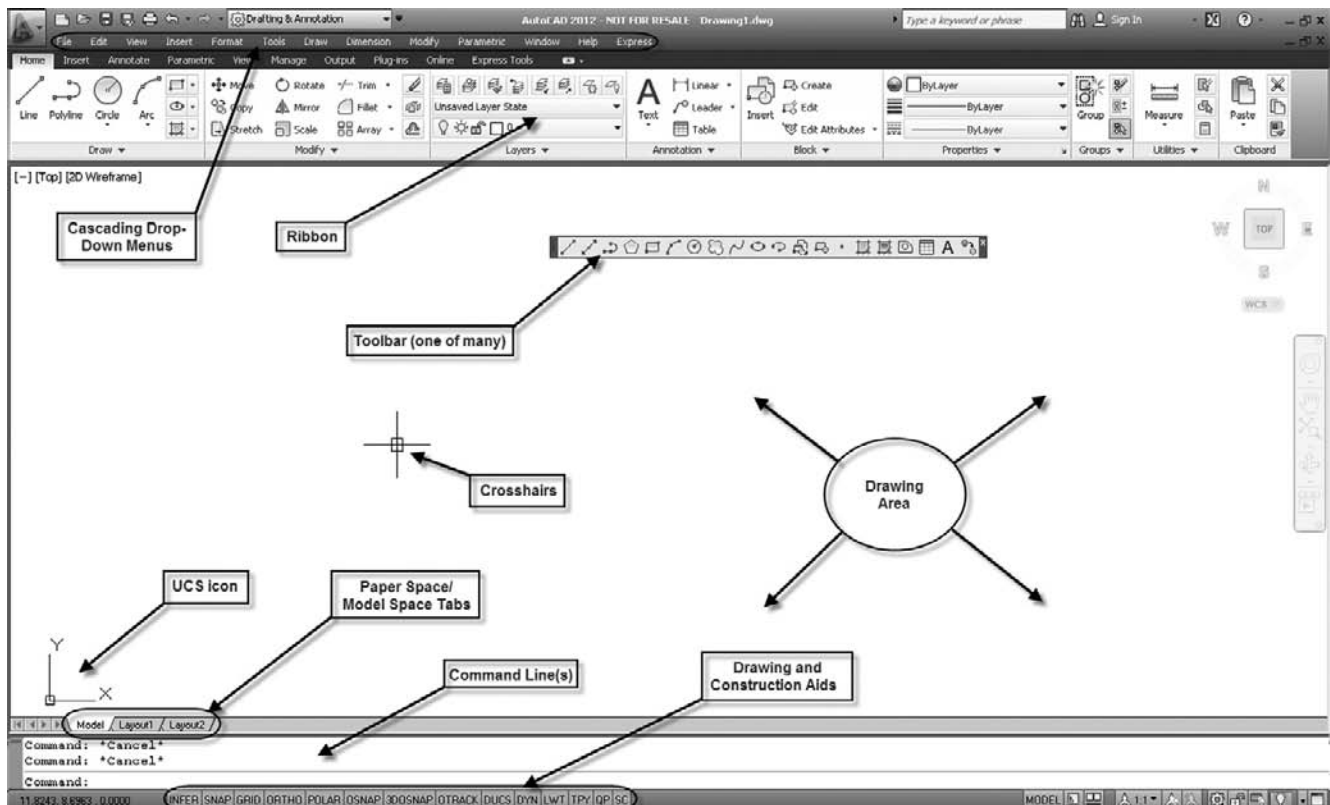 Drafting & Annotation
AutoCAD 2012 - NOT FOR RESALE Drawing1.dwg
Type a keyword or phrase
Sign In
File Edit View Insert Format Tools Draw Dimension Modify Parametric Window Help Express
Home Insert Annotate Parametric View Manage Output Plug-ins Online Express Tools
Line Polyline Circle Arc
Move Rotate Trim
Copy Mirror Fillet
Stretch Scale Array
Unsaved Layer State
0
Text
Linear
Leader
Table
Insert
Create
Edit
Edit Attributes
ByLayer
ByLayer
ByLayer
Group
Measure
Paste
Draw Modify Layers Annotation Block Properties Groups Utilities Clipboard
[-] [Top] [2D Wireframe]
Cascading Drop-
Down Menus
Ribbon
Toolbar (one of many)
N
W TOP E
S
WCS
Crosshairs
Drawing
Area
UCS icon
Paper Space/
Model Space Tabs
Command Line(s)
Drawing and
Construction Aids
Y
X
Model Layout1 Layout2
Command: *Cancel*
Command: *Cancel*
Command:
11.8243, 8.6963, 0.0000
INFER SNAP GRID ORTHO POLAR OSNAP 3DOSNAP OTRACK DUCS DYN LWT TPY QP SC
MODEL
1:1